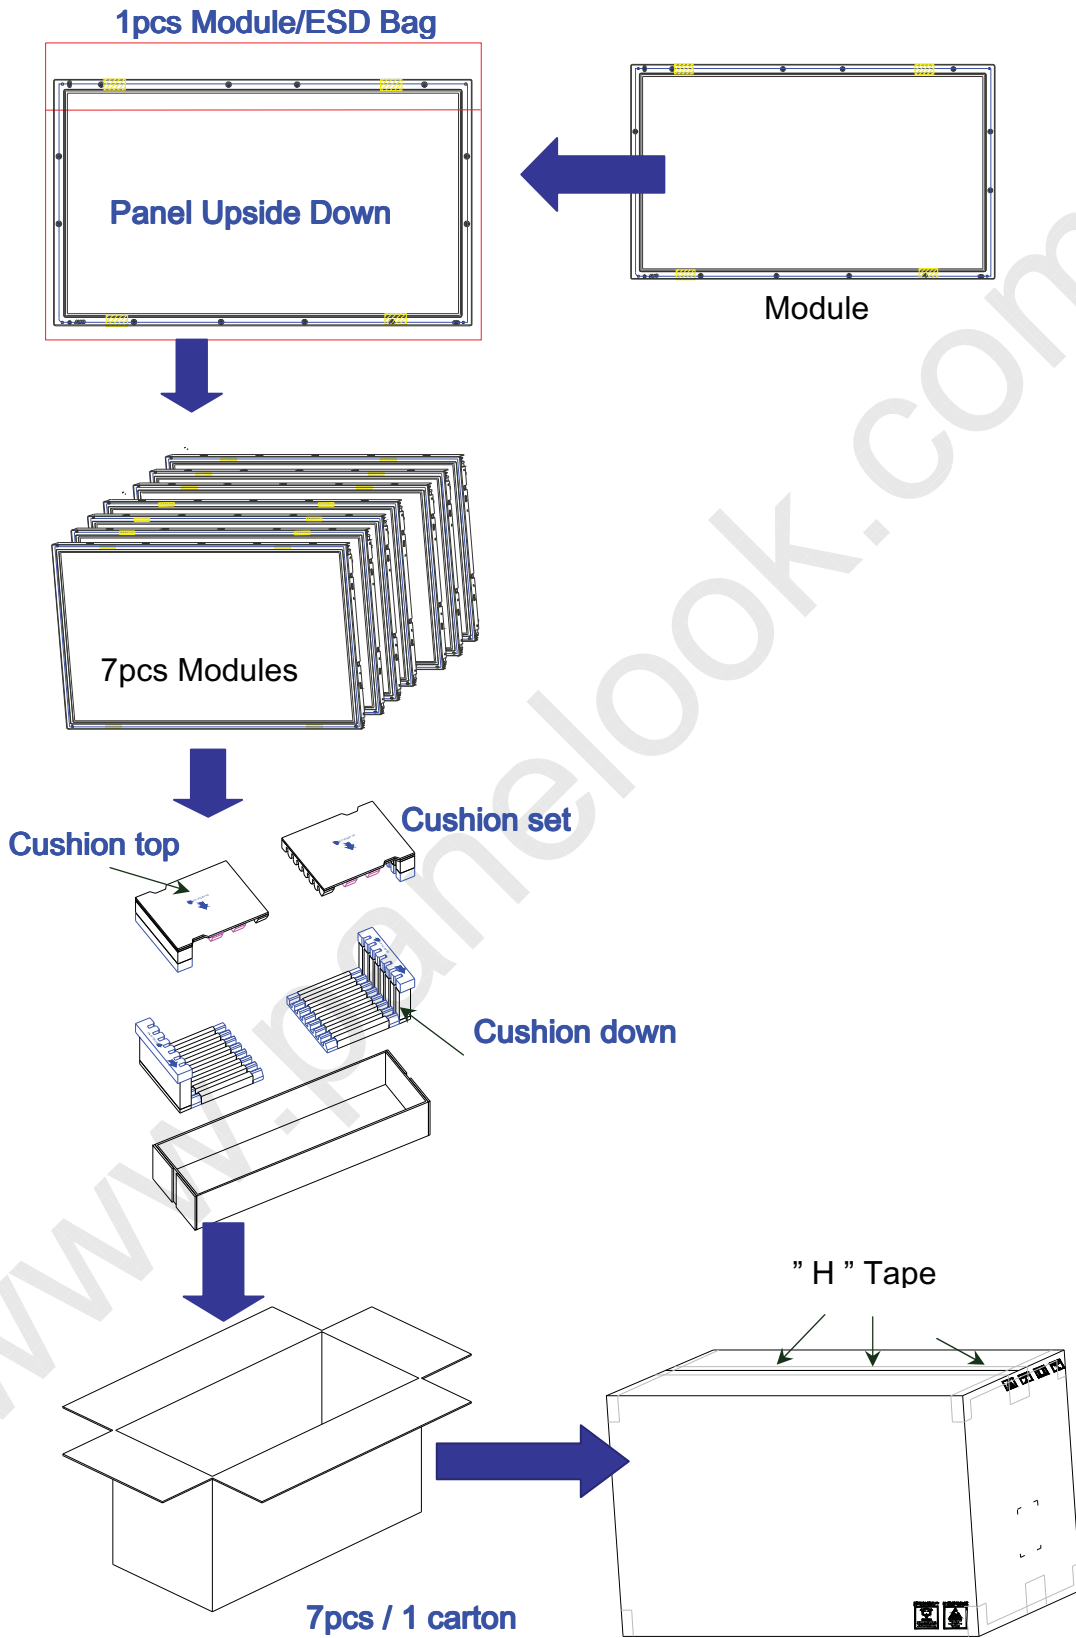 1pcs Module/ESD Bag
Panel Upside Down
Module
7pcs Modules
Cushion top
Cushion set
Cushion down
” H ” Tape
7pcs / 1 carton
www.panelook.com